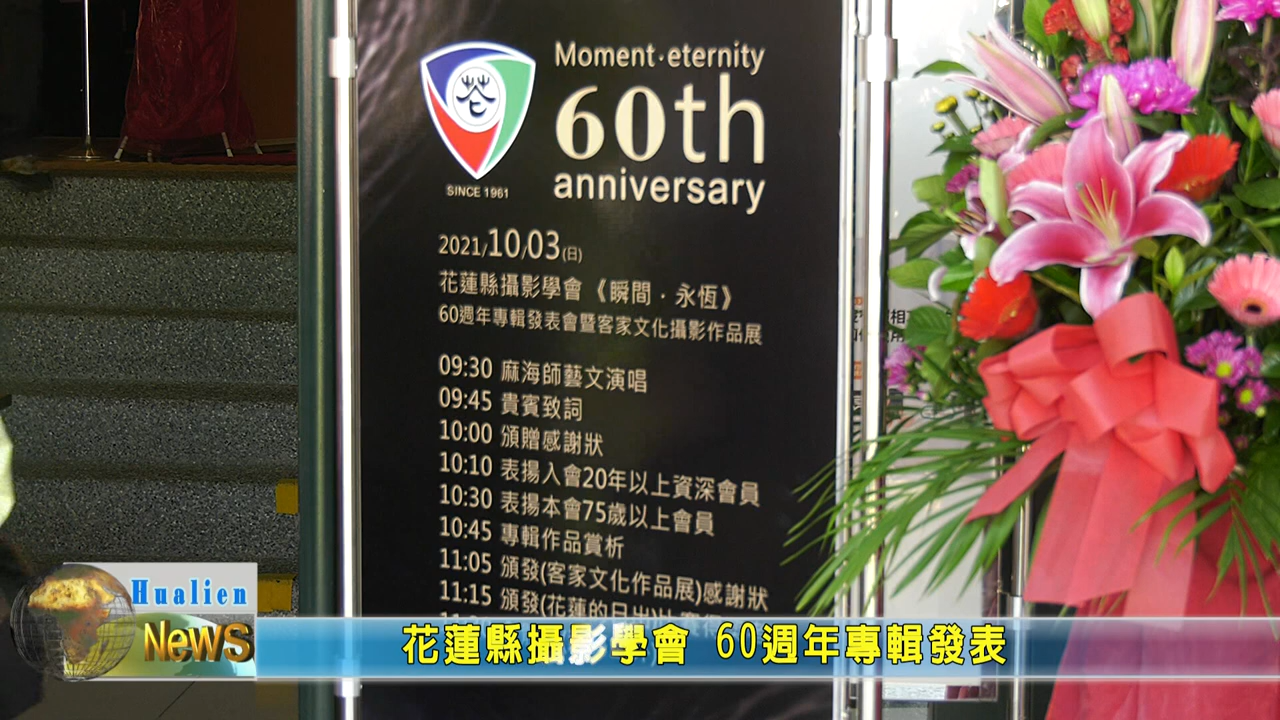 Moment·eternity
60th
anniversary
花
SINCE 1961
2021/10/03(日)
花蓮縣攝影學會《瞬間.永恆》
60週年專輯發表會暨客家文化攝影作品展
09:30 麻海師藝文演唱
09:45 貴賓致詞
10:00 頒贈感謝狀
10:10 表揚入會20年以上資深會員
10:30 表揚本會75歲以上會員
10:45 專輯作品賞析
11:05 頒發(客家文化作品展)感謝狀
11:15 頒發(花蓮的日出)
Hualien
News
花蓮縣攝影學會 60週年專輯發表